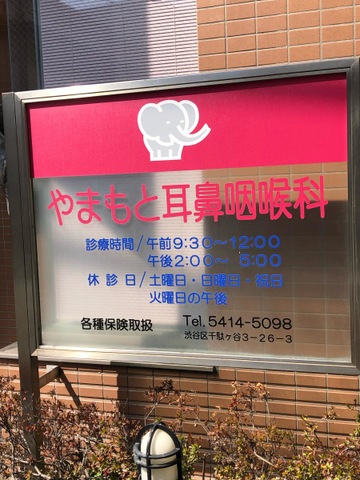 やまもと耳鼻咽喉科
診療時間/午前9:30～12:00
午後2:00～ 5:00
休診日/土曜日・日曜日・祝日
火曜日の午後
各種保険取扱 Tel. 5414-5098
渋谷区千駄ヶ谷3-26-3